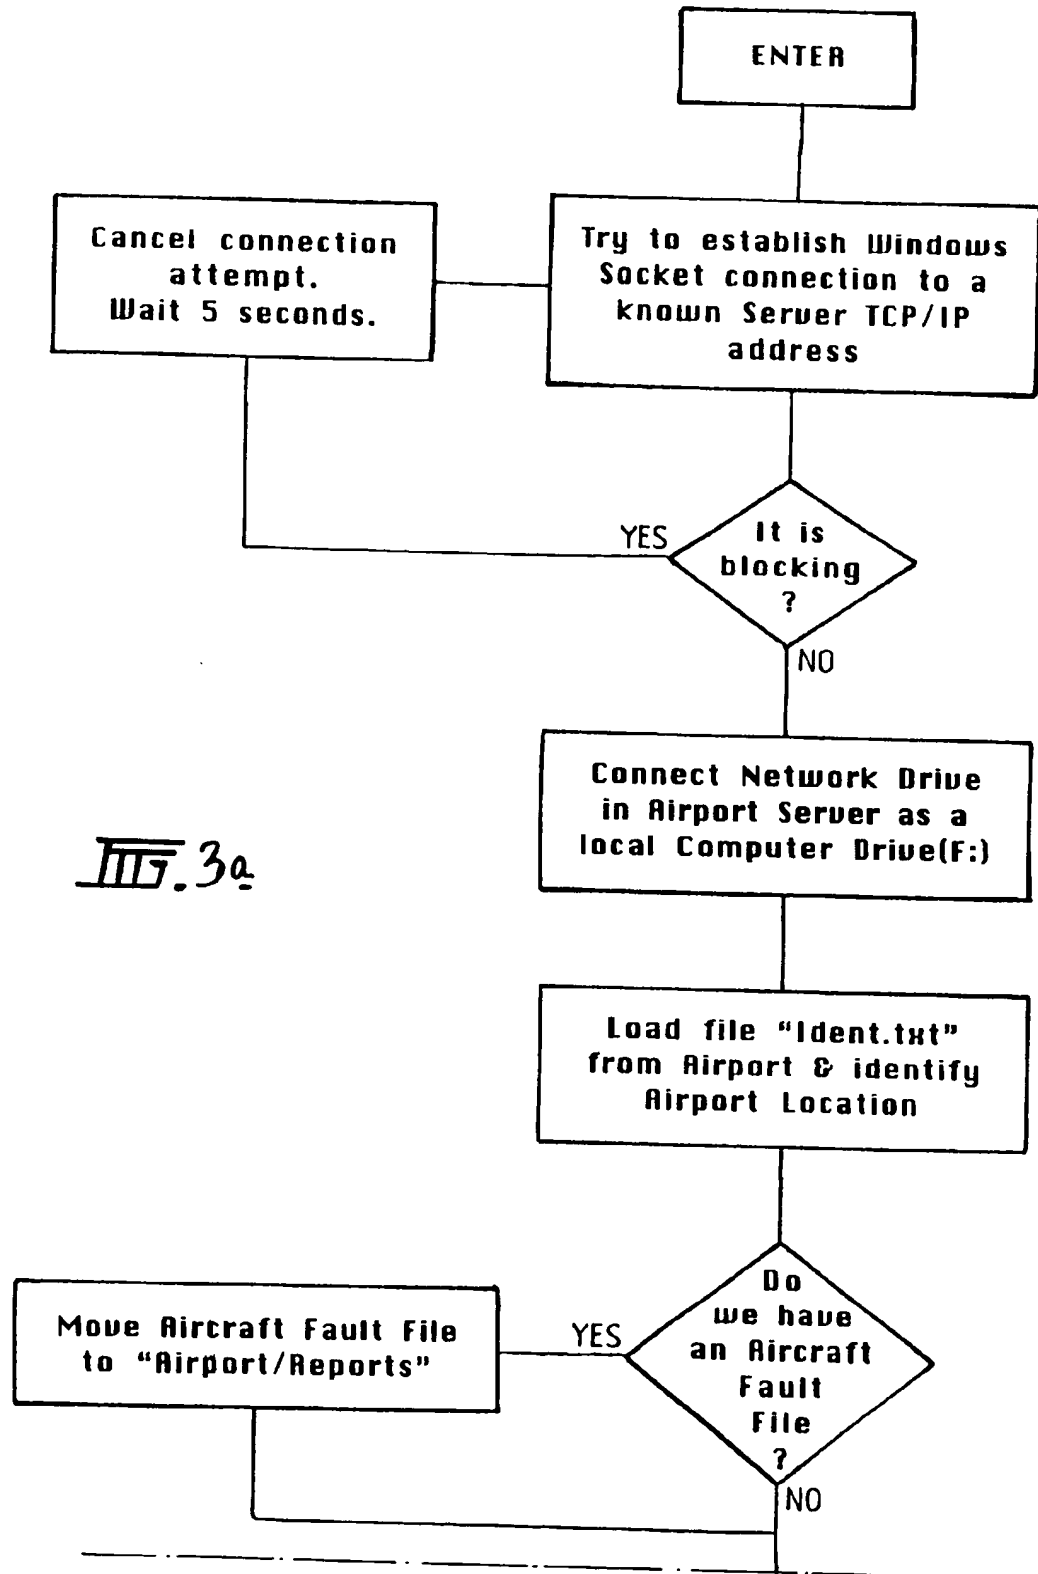 ENTER
Cancel connection
attempt.
Wait 5 seconds.
Try to establish Windows
Socket connection to a
known Server TCP/IP
address
YES
It is
blocking
?
NO
Connect Network Drive
in Airport Server as a
local Computer Drive(F:)
FIG. 3a
Load file “Ident.txt”
from Airport & identify
Airport Location
Move Aircraft Fault File
to “Airport/Reports”
YES
Do
we have
an Aircraft
Fault
File
?
NO